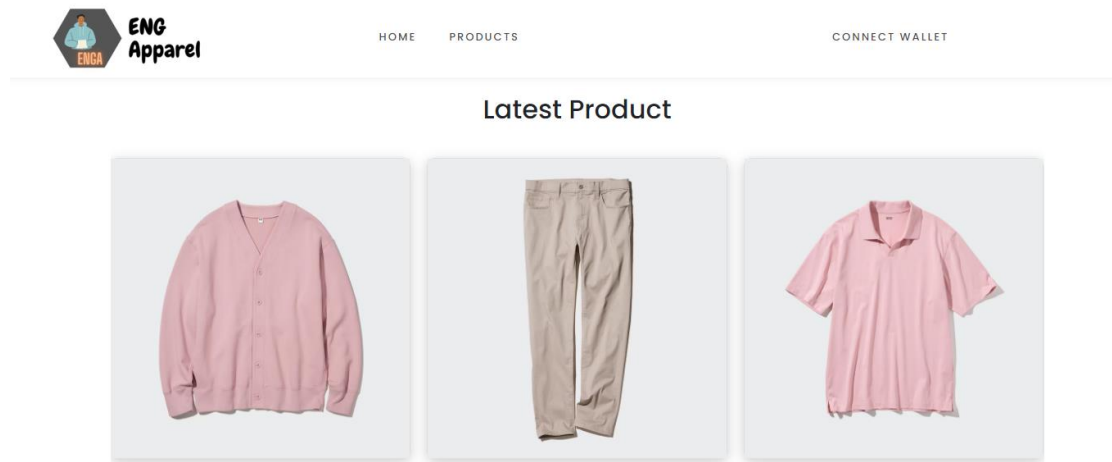 ENG
Apparel
ENGA
HOME PRODUCTS CONNECT WALLET
Latest Product